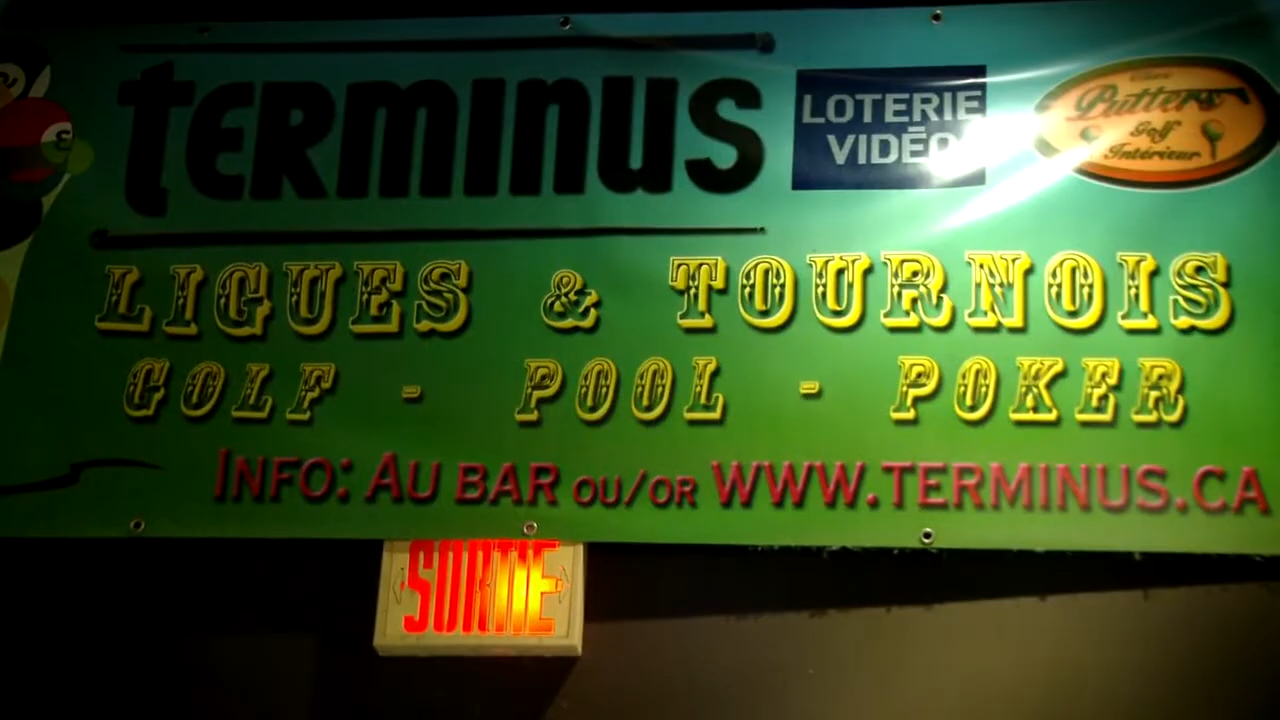 TERMINUS
LOTERIE
VIDÉO
Putters
Golf
Intérieur
LIGUES & TOURNOIS
GOLF - POOL - POKER
INFO: AU BAR OU/OR WWW.TERMINUS.CA
SORTIE